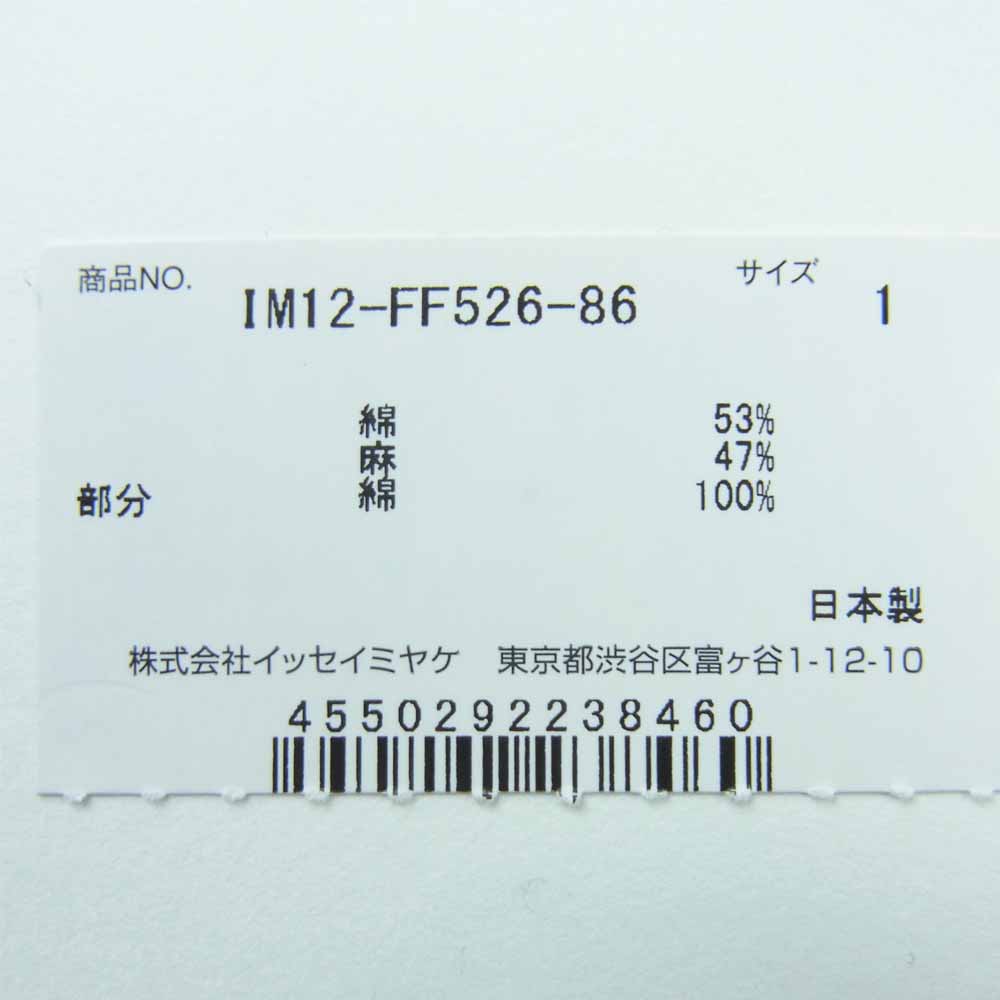 商品NO. IM12-FF526-86 サイズ 1
綿 53%
麻 47%
部分 綿 100%
日本製
株式会社イッセイミヤケ 東京都渋谷区富ヶ谷1-12-10
4550292238460